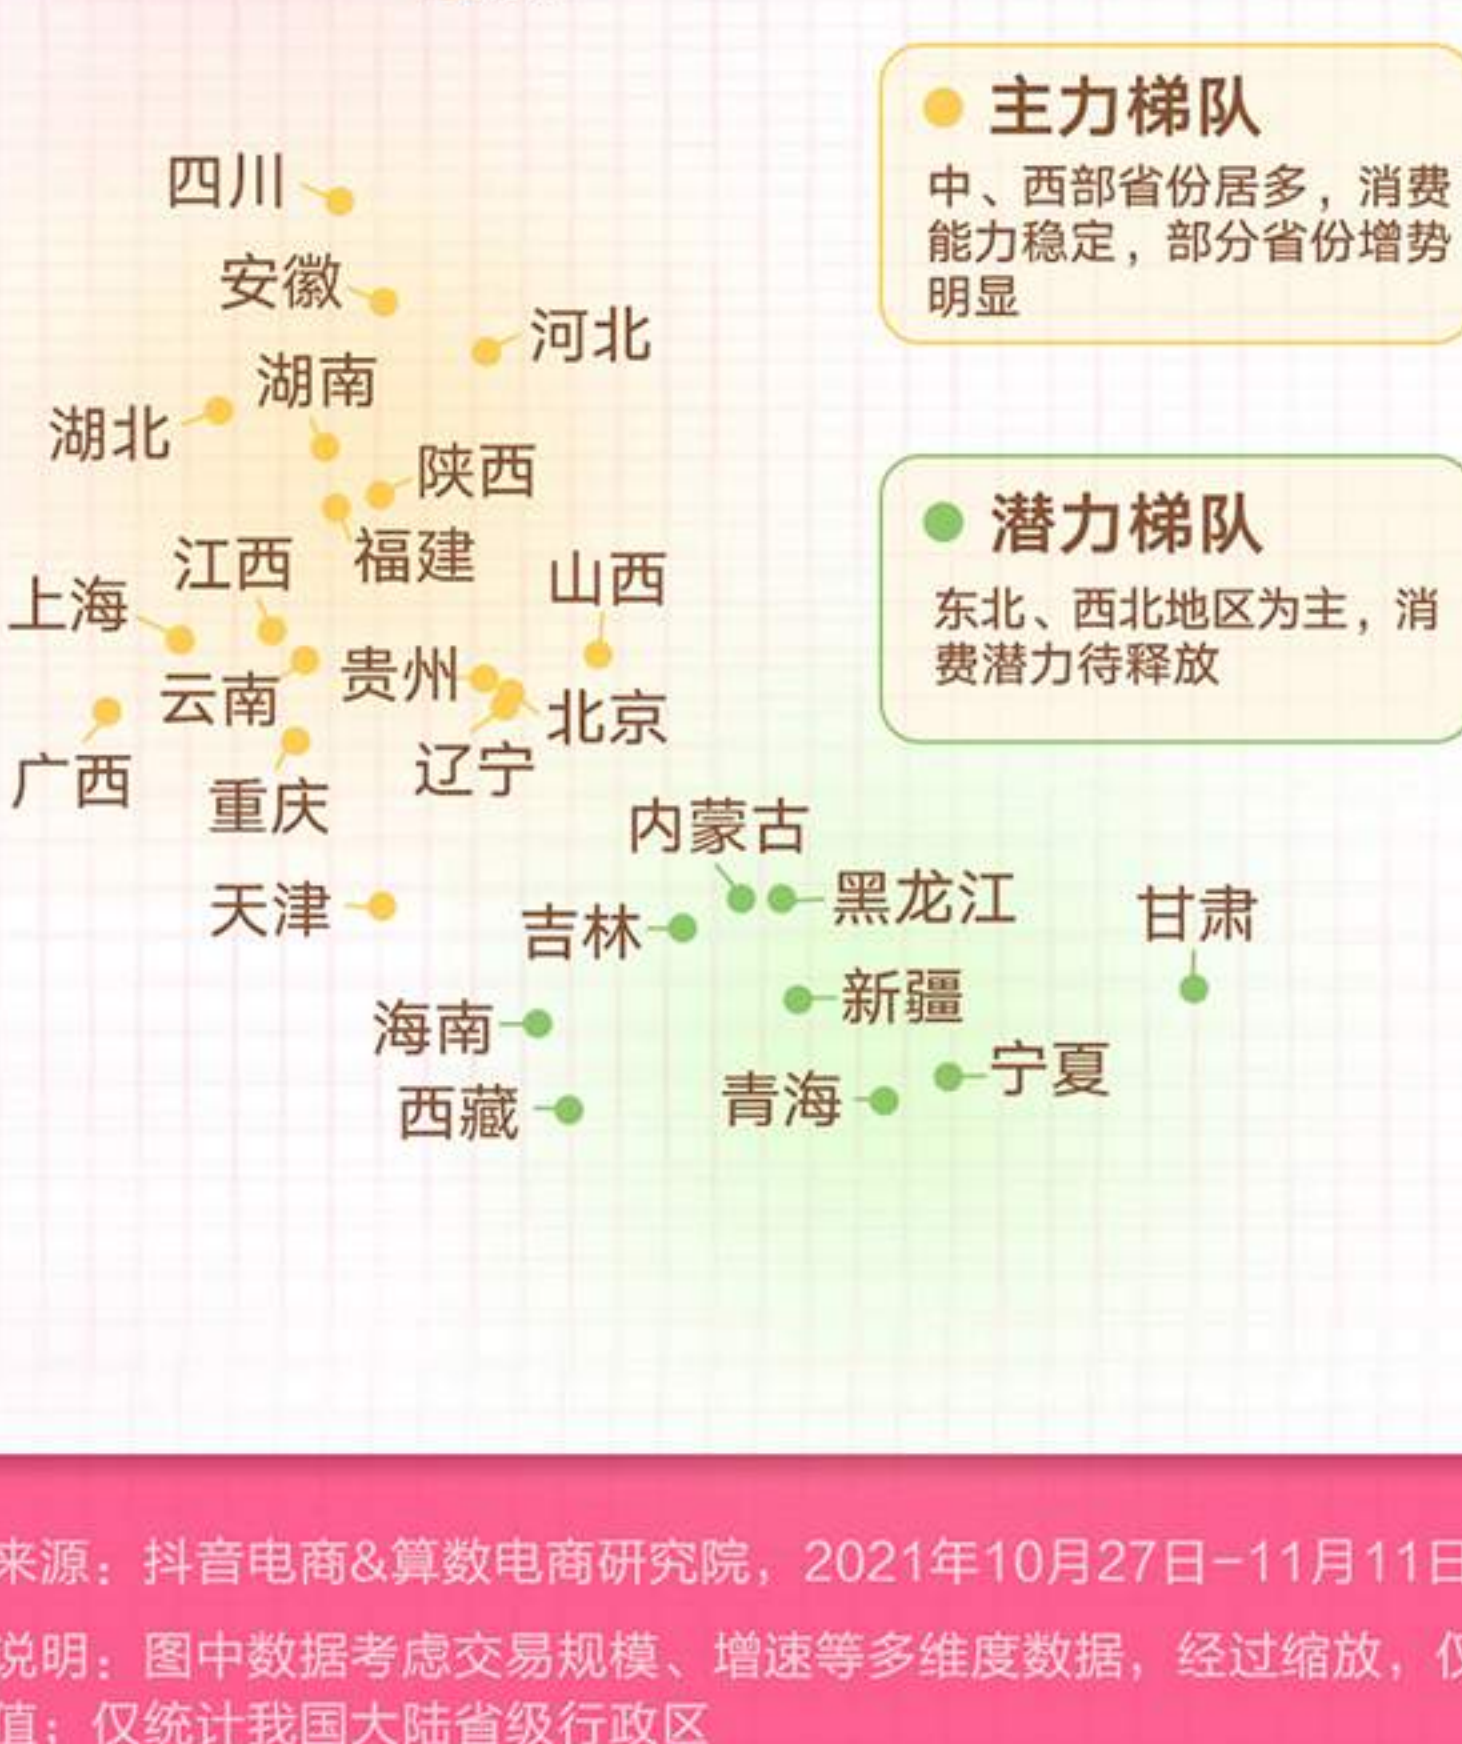 主力梯队
中、西部省份居多，消费
能力稳定，部分省份增势
明显
四川
安徽
河北
湖南
湖北
陕西
潜力梯队
福建
江西
山西
上海
东北、西北地区为主，消
费潜力待释放
贵州
云南
北京
辽宁
广西
重庆
内蒙古
黑龙江
甘肃
天津
吉林
新疆
海南
宁夏
青海
西藏
来源：抖音电商&算数电商研究院，2021年10月27日-11月11日
说明：图中数据考虑交易规模、增速等多维度数据，经过缩放，仅
值；仅统计我国大陆省级行政区